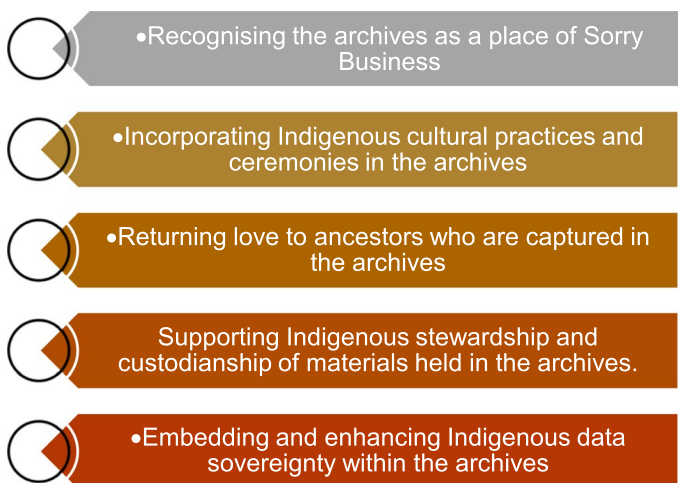 •Recognising the archives as a place of Sorry
Business
•Incorporating Indigenous cultural practices and
ceremonies in the archives
•Returning love to ancestors who are captured in
the archives
Supporting Indigenous stewardship and
custodianship of materials held in the archives.
•Embedding and enhancing Indigenous data
sovereignty within the archives